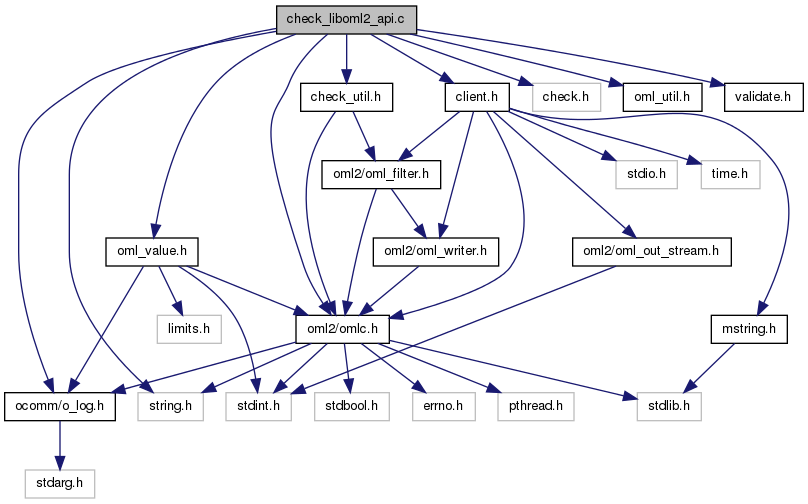 check_liboml2_api.c
check_util.h
client.h
check.h
oml_util.h
validate.h
oml2/oml_filter.h
stdio.h
time.h
oml_value.h
oml2/oml_writer.h
oml2/oml_out_stream.h
limits.h
oml2/omlc.h
mstring.h
ocomm/o_log.h
string.h
stdint.h
stdbool.h
errno.h
pthread.h
stdlib.h
stdarg.h